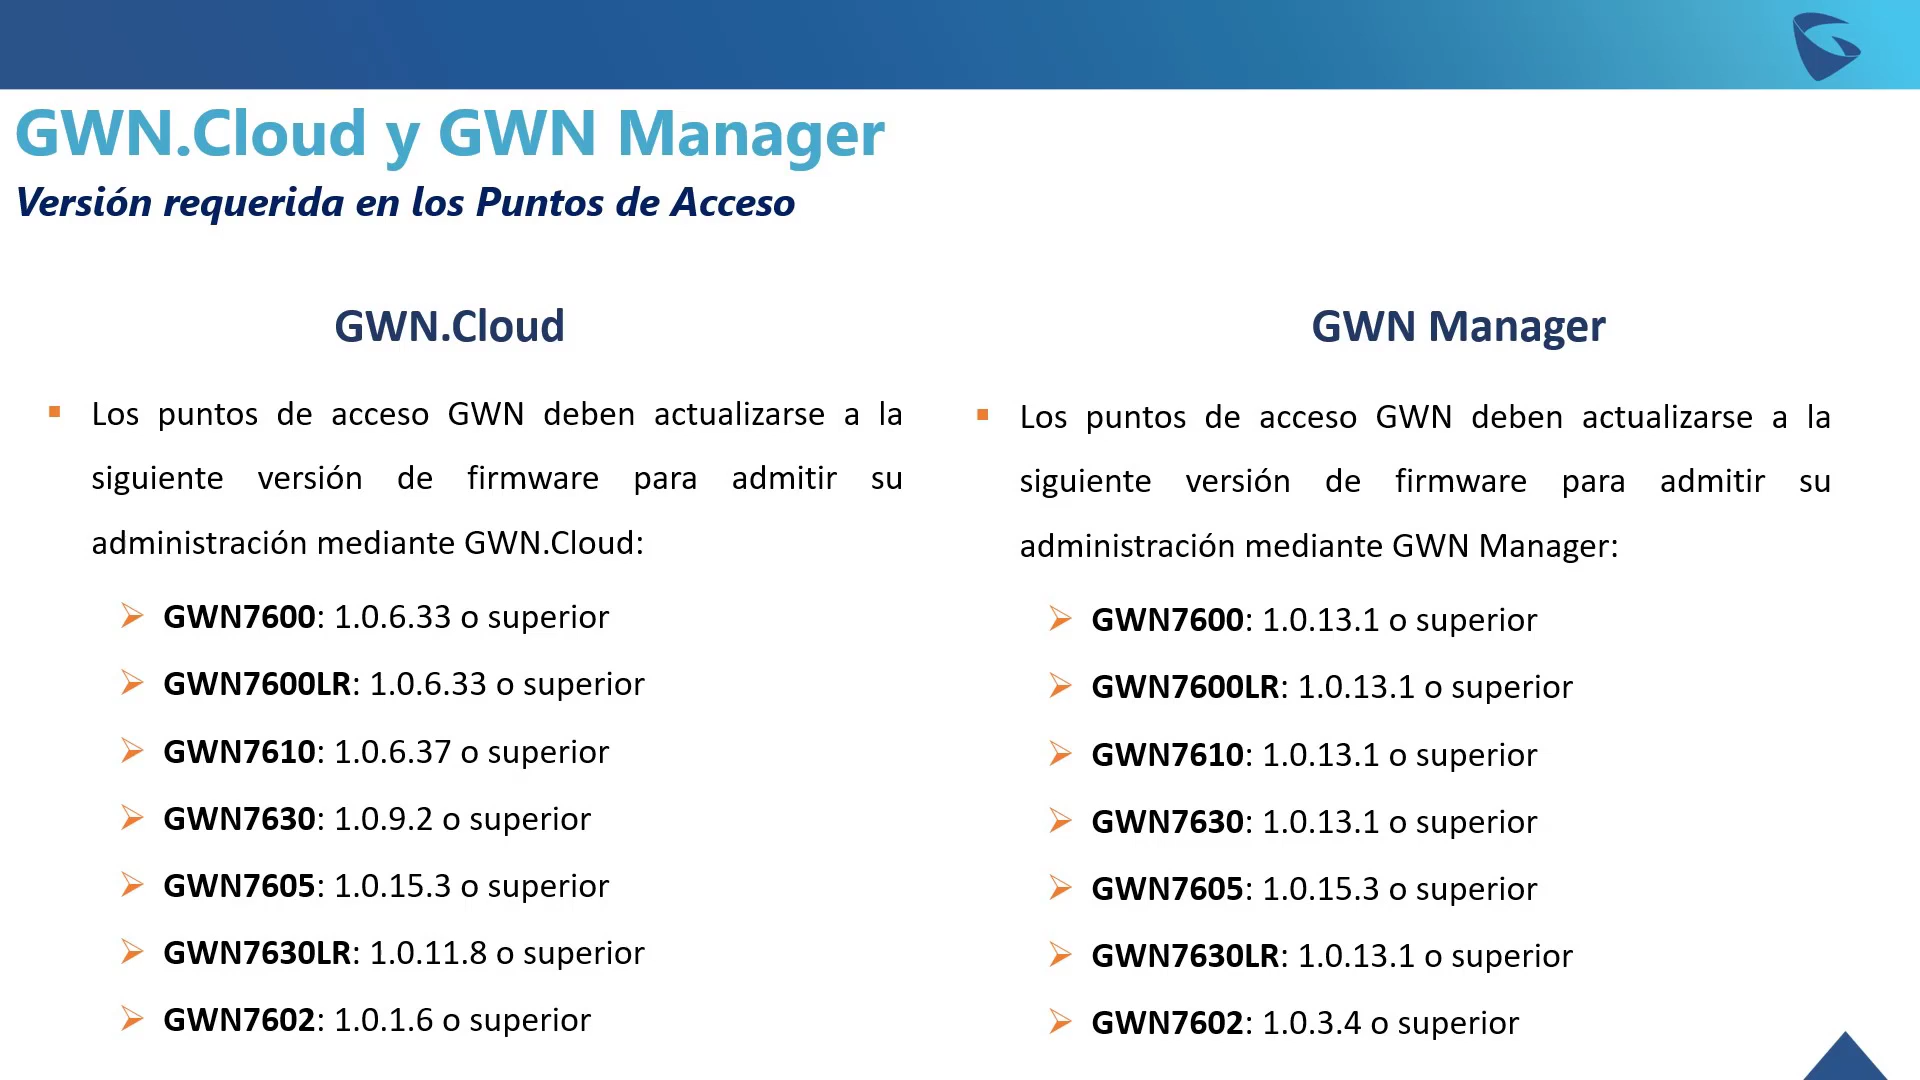 GWN.Cloud y GWN Manager
Versión requerida en los Puntos de Acceso
GWN.Cloud
Los puntos de acceso GWN deben actualizarse a la
siguiente versión de firmware para admitir su
administración mediante GWN.Cloud:
GWN7600: 1.0.6.33 o superior
GWN7600LR: 1.0.6.33 o superior
GWN7610: 1.0.6.37 o superior
GWN7630: 1.0.9.2 o superior
GWN7605: 1.0.15.3 o superior
GWN7630LR: 1.0.11.8 o superior
GWN7602: 1.0.1.6 o superior
GWN Manager
Los puntos de acceso GWN deben actualizarse a la
siguiente versión de firmware para admitir su
administración mediante GWN Manager:
GWN7600: 1.0.13.1 o superior
GWN7600LR: 1.0.13.1 o superior
GWN7610: 1.0.13.1 o superior
GWN7630: 1.0.13.1 o superior
GWN7605: 1.0.15.3 o superior
GWN7630LR: 1.0.13.1 o superior
GWN7602: 1.0.3.4 o superior